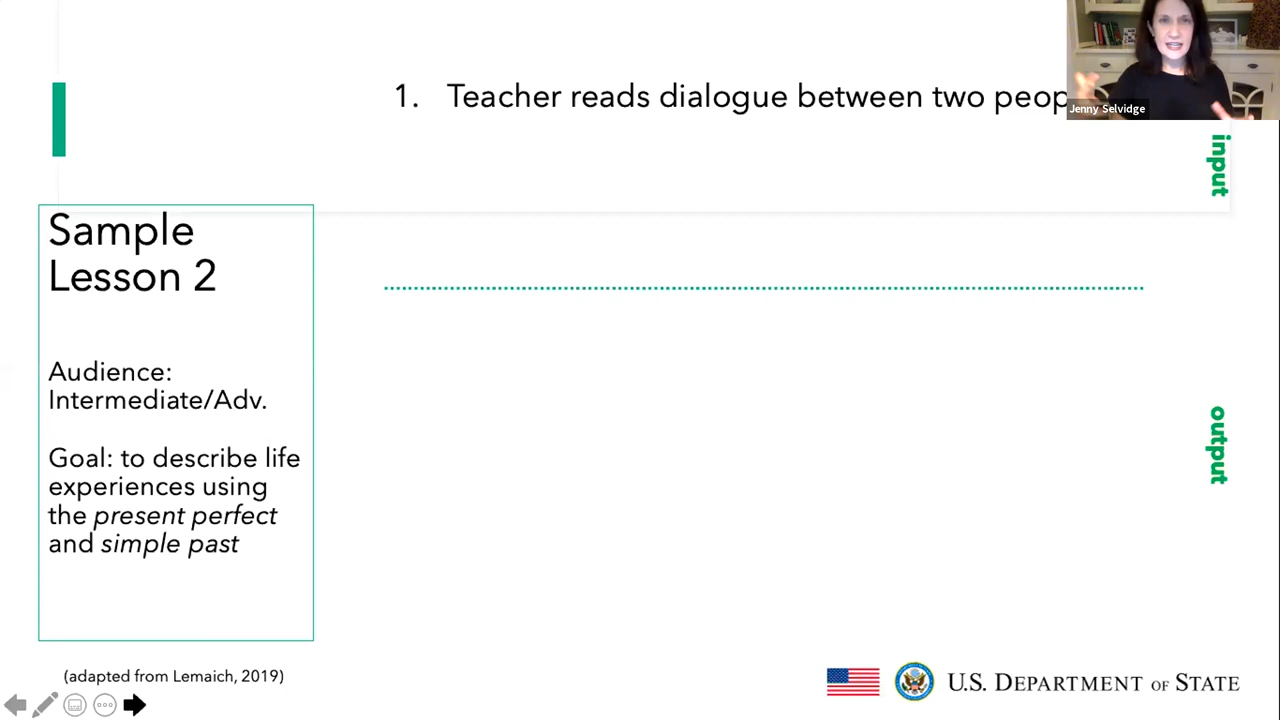 1. Teacher reads dialogue between two
Jenny Selvidge
input
Sample
Lesson 2
Audience:
Intermediate/Adv.
Goal: to describe life
experiences using
the present perfect
and simple past
output
(adapted from Lemaich, 2019)
U.S. DEPARTMENT OF STATE